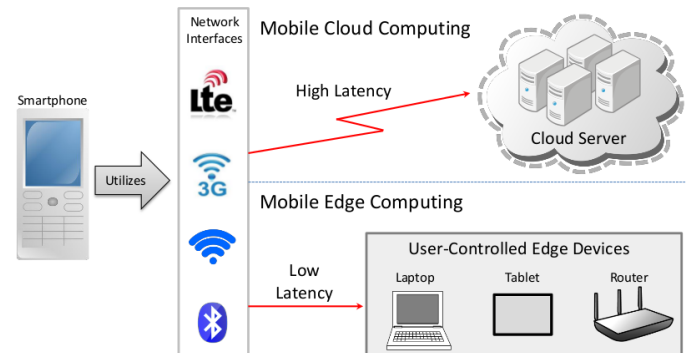 Network
Interfaces
Mobile Cloud Computing
Smartphone
Lte
High Latency
Cloud Server
Utilizes
3G
Mobile Edge Computing
User-Controlled Edge Devices
Low
Latency
Laptop
Tablet
Router